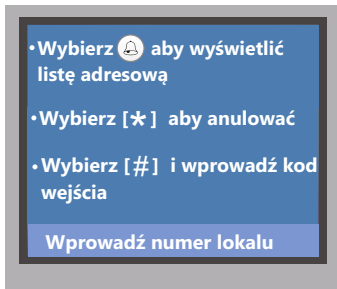 •Wybierz 🔔 aby wyświetlić
listę adresową
•Wybierz [*] aby anulować
•Wybierz [#] i wprowadź kod
wejścia
Wprowadź numer lokalu